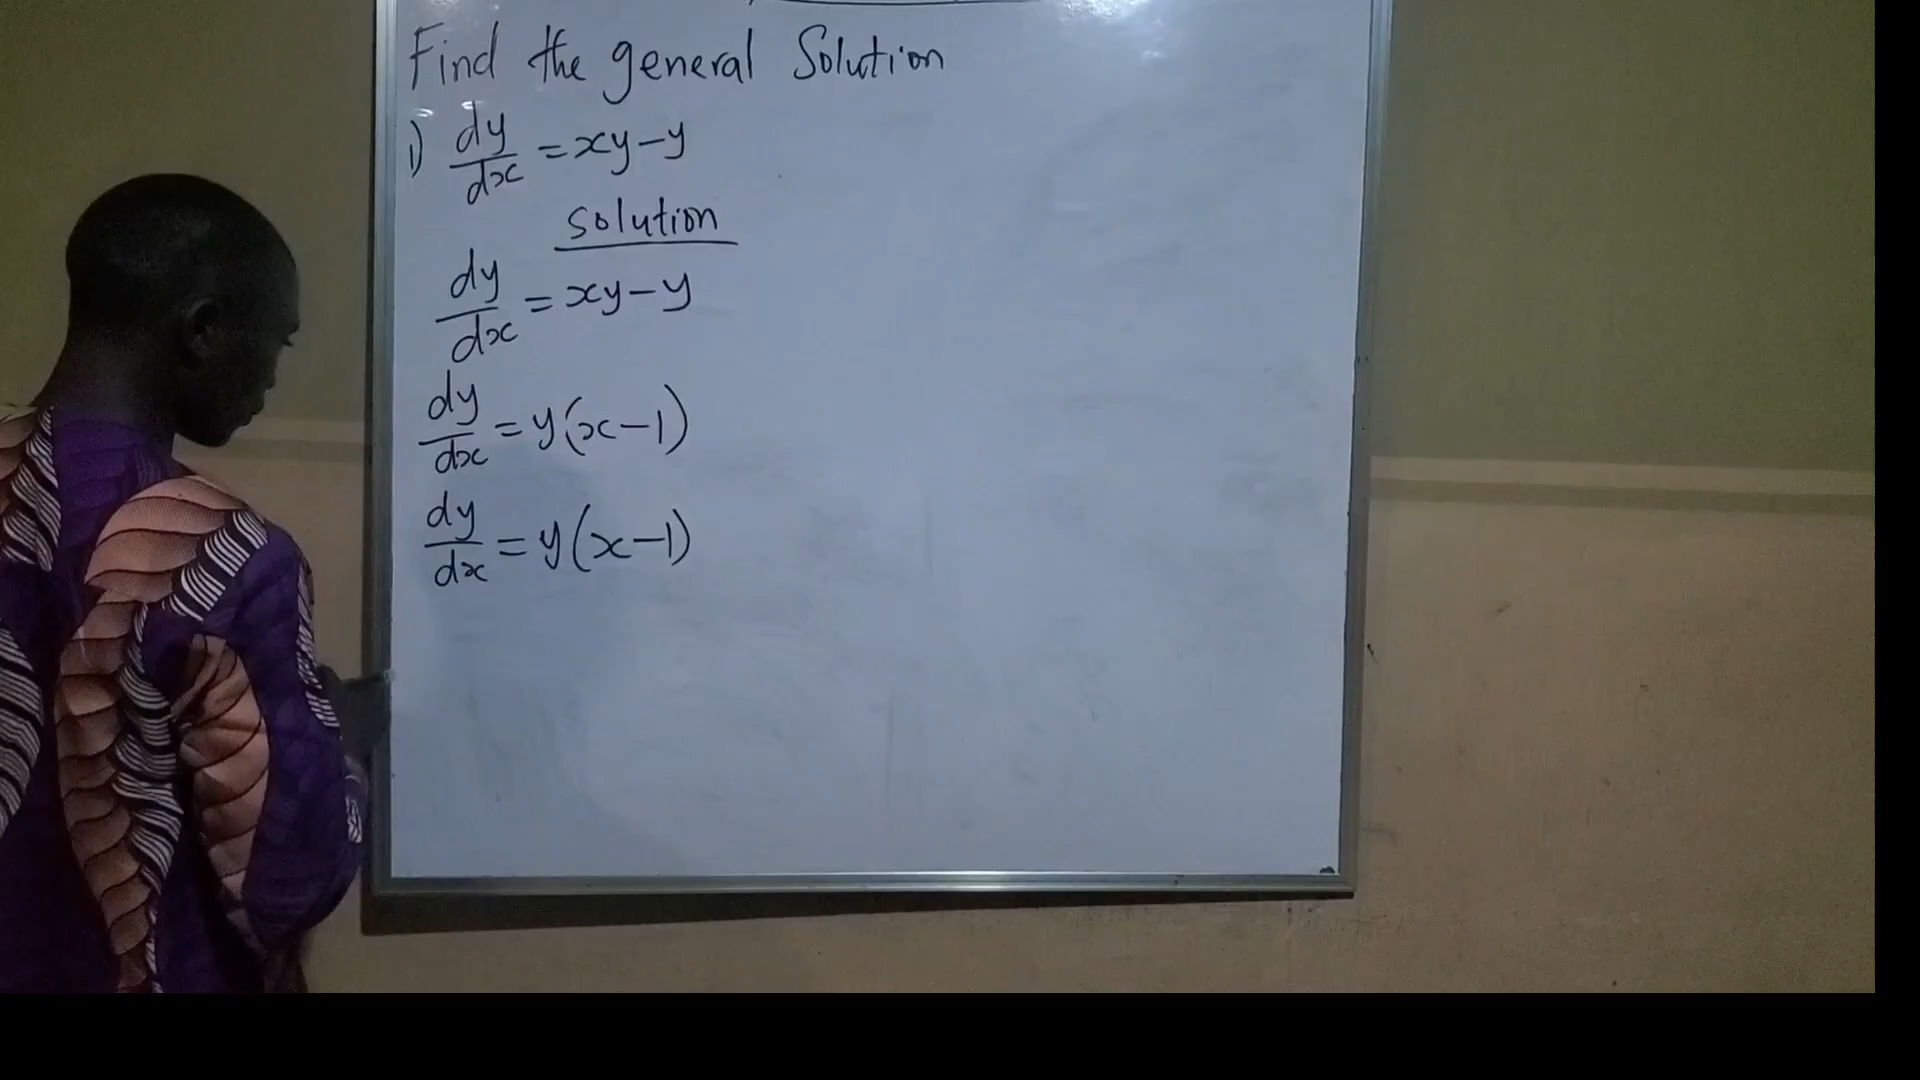 Find the general Solution
1) dy/dx = xy-y
solution
dy/dx = xy-y
dy/dx = y(x-1)
dy/dx = y(x-1)